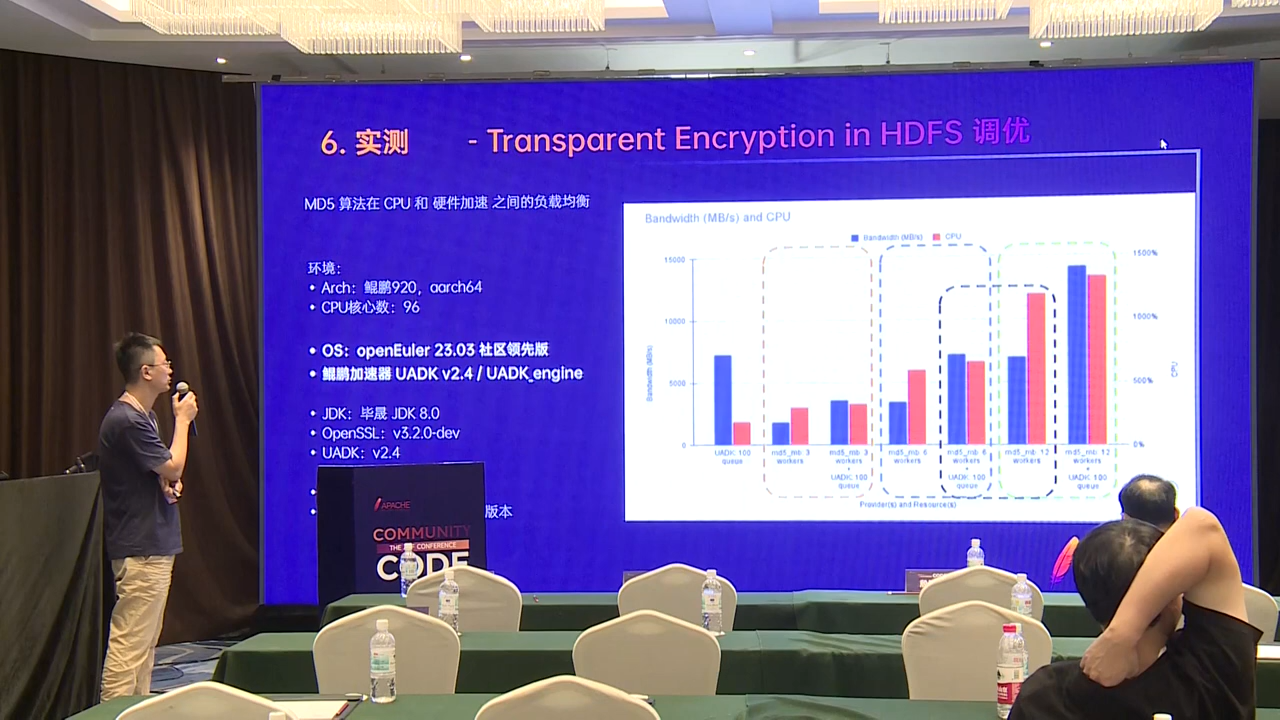 6. 实测 - Transparent Encryption in HDFS 调优
MD5 算法在 CPU 和 硬件加速 之间的负载均衡
环境：
• Arch：鲲鹏920，aarch64
• CPU核心数：96
• OS：openEuler 23.03 社区领先版
• 鲲鹏加速器 UADK v2.4 / UADK_engine
• JDK：毕昇 JDK 8.0
• OpenSSL：v3.2.0-dev
• UADK：v2.4
版本
Bandwidth (MB/s) and CPU
Bandwidth (MB/s) CPU
15000
10000
5000
0
Bandwidth (MB/s)
1500%
1000%
500%
0%
CPU
UADK: 100 queue
md5_mb: 3 workers
md5_mb: 3 workers + UADK: 100 queue
md5_mb: 6 workers
md5_mb: 6 workers + UADK: 100 queue
md5_mb: 12 workers
md5_mb: 12 workers + UADK: 100 queue
Provider(s) and Resource(s)
APACHE
COMMUNITY
THE ASF CONFERENCE
CODE